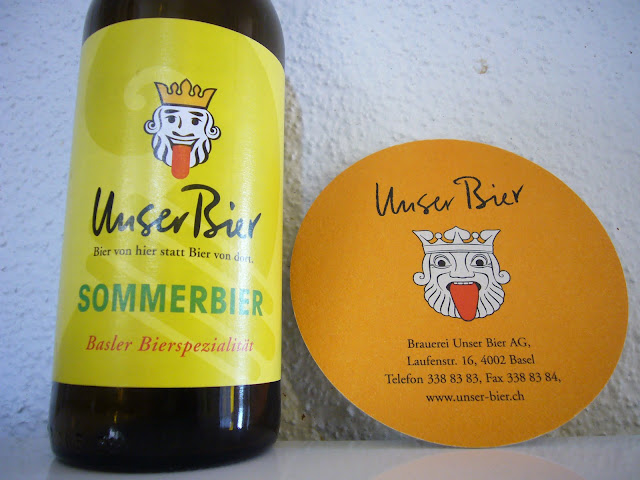 Unser Bier
Bier von hier statt Bier von dort.
SOMMERBIER
Basler Bierspezialität
Unser Bier
Brauerei Unser Bier AG,
Laufenstr. 16, 4002 Basel
Telefon 338 83 83, Fax 338 83 84,
www.unser-bier.ch